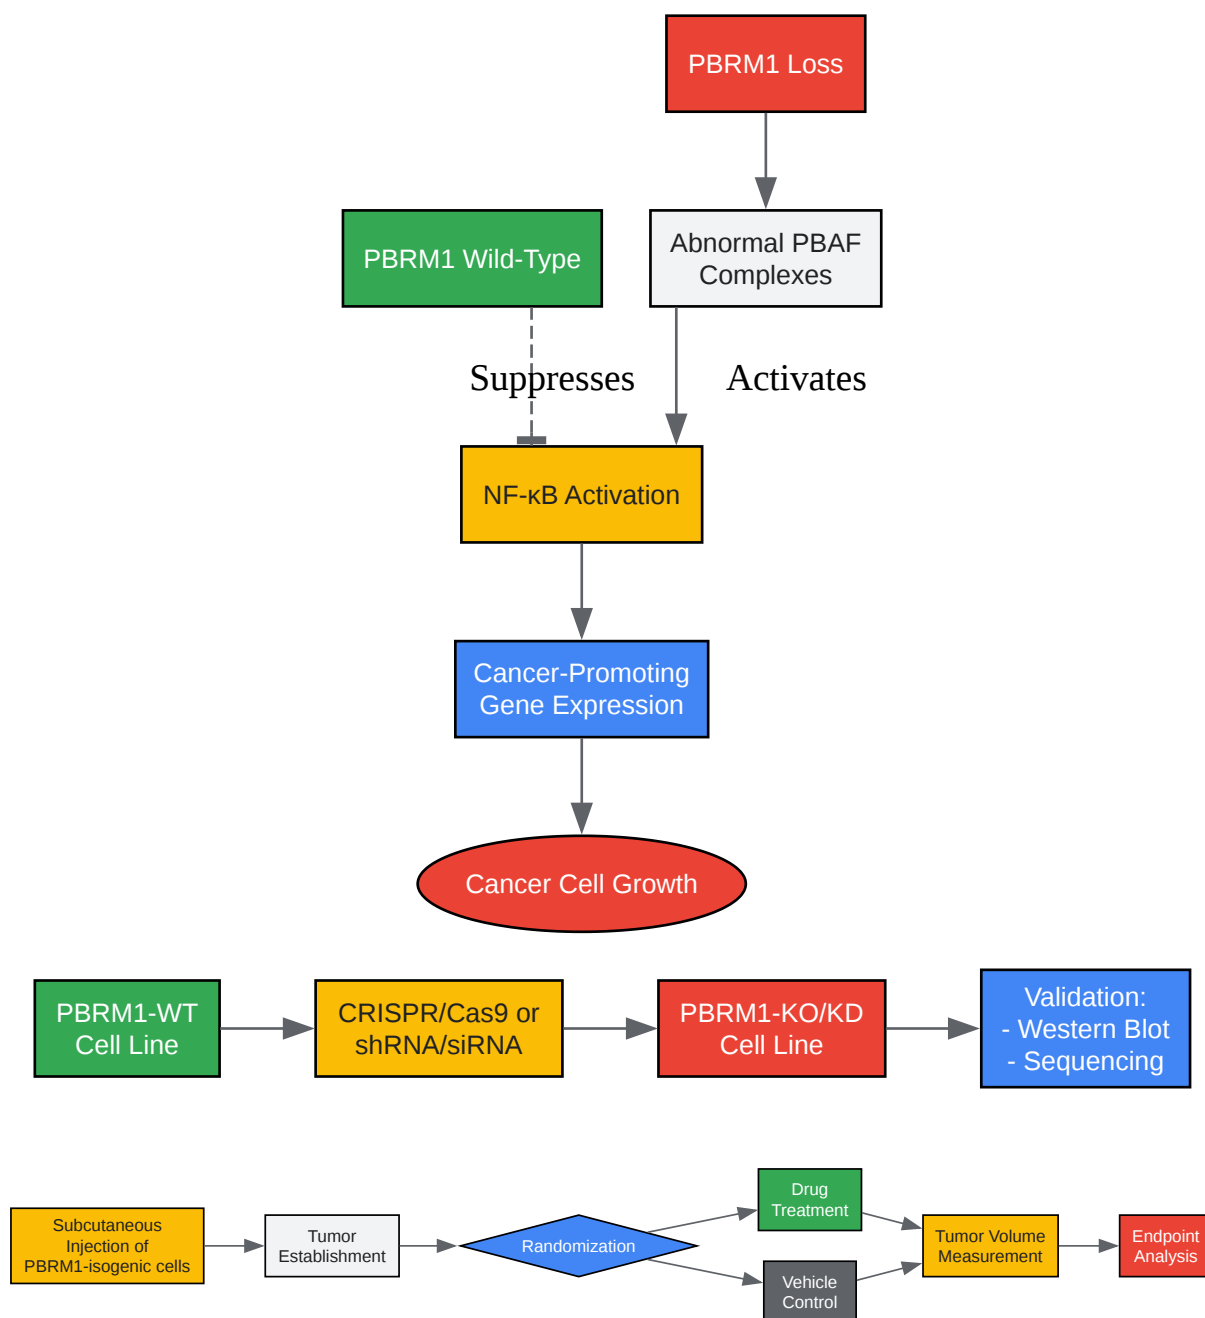 PBRM1 Loss
PBRM1 Wild-Type
Abnormal PBAF
Complexes
Suppresses
Activates
NF-κB Activation
Cancer-Promoting
Gene Expression
Cancer Cell Growth
PBRM1-WT
Cell Line
CRISPR/Cas9 or
shRNA/siRNA
PBRM1-KO/KD
Cell Line
Validation:
- Western Blot
- Sequencing
Subcutaneous
Injection of
PBRM1-isogenic cells
Tumor
Establishment
Randomization
Drug
Treatment
Vehicle
Control
Tumor Volume
Measurement
Endpoint
Analysis